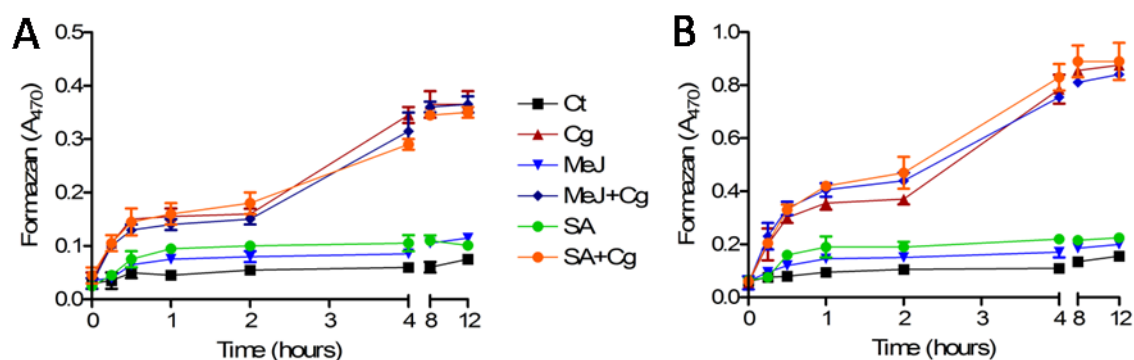 A
Formazan (A470)
0.5
0.4
0.3
0.2
0.1
0.0
0 1 2 3 4 8 12
Time (hours)
Ct
Cg
MeJ
MeJ+Cg
SA
SA+Cg
B
Formazan (A470)
1.0
0.8
0.6
0.4
0.2
0.0
0 1 2 3 4 8 12
Time (hours)